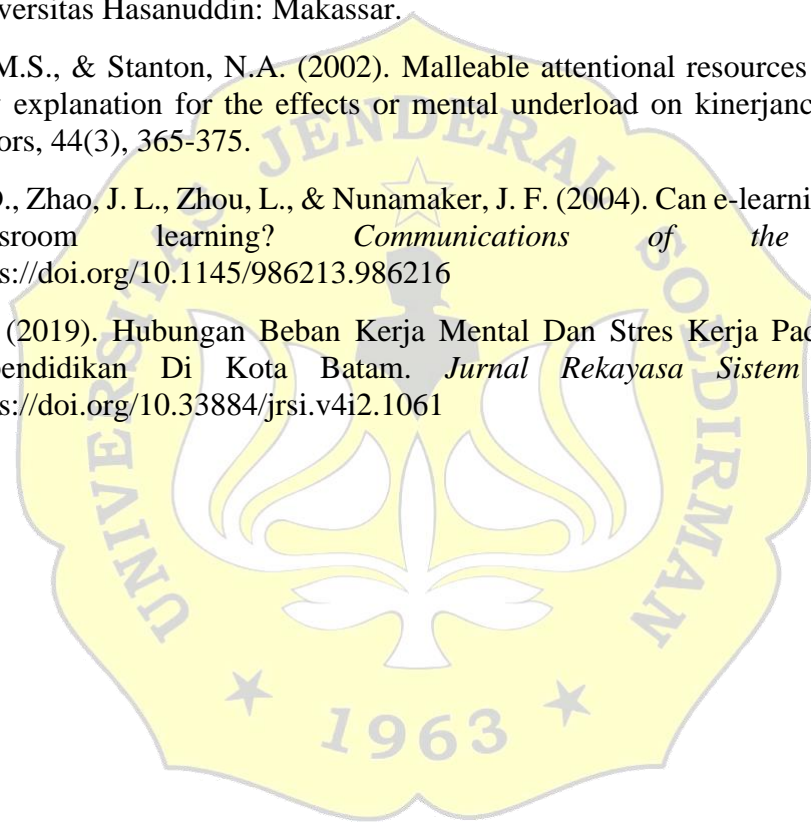 versitas Hasanuddin: Makassar.
M.S., & Stanton, N.A. (2002). Malleable attentional resources
explanation for the effects or mental underload on kinerjanc
ors, 44(3), 365-375.
., Zhao, J. L., Zhou, L., & Nunamaker, J. F. (2004). Can e-learni
sroom learning? Communications of the
s://doi.org/10.1145/986213.986216
(2019). Hubungan Beban Kerja Mental Dan Stres Kerja Pad
pendidikan Di Kota Batam. Jurnal Rekayasa Sistem
s://doi.org/10.33884/jrsi.v4i2.1061
UNIVERSITAS JENDERAL SOEDIRMAN
1963